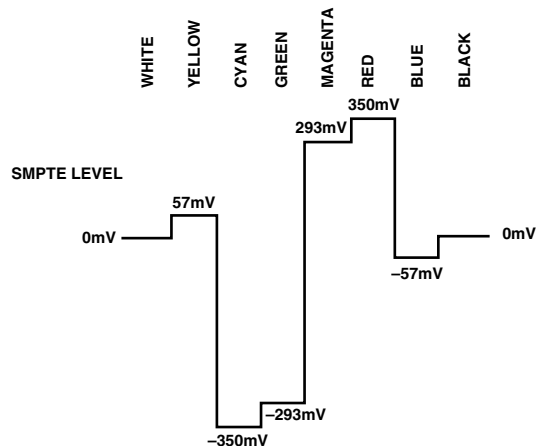 WHITE
YELLOW
CYAN
GREEN
MAGENTA
RED
BLUE
BLACK
350mV
293mV
SMPTE LEVEL
57mV
0mV
0mV
–57mV
–293mV
–350mV